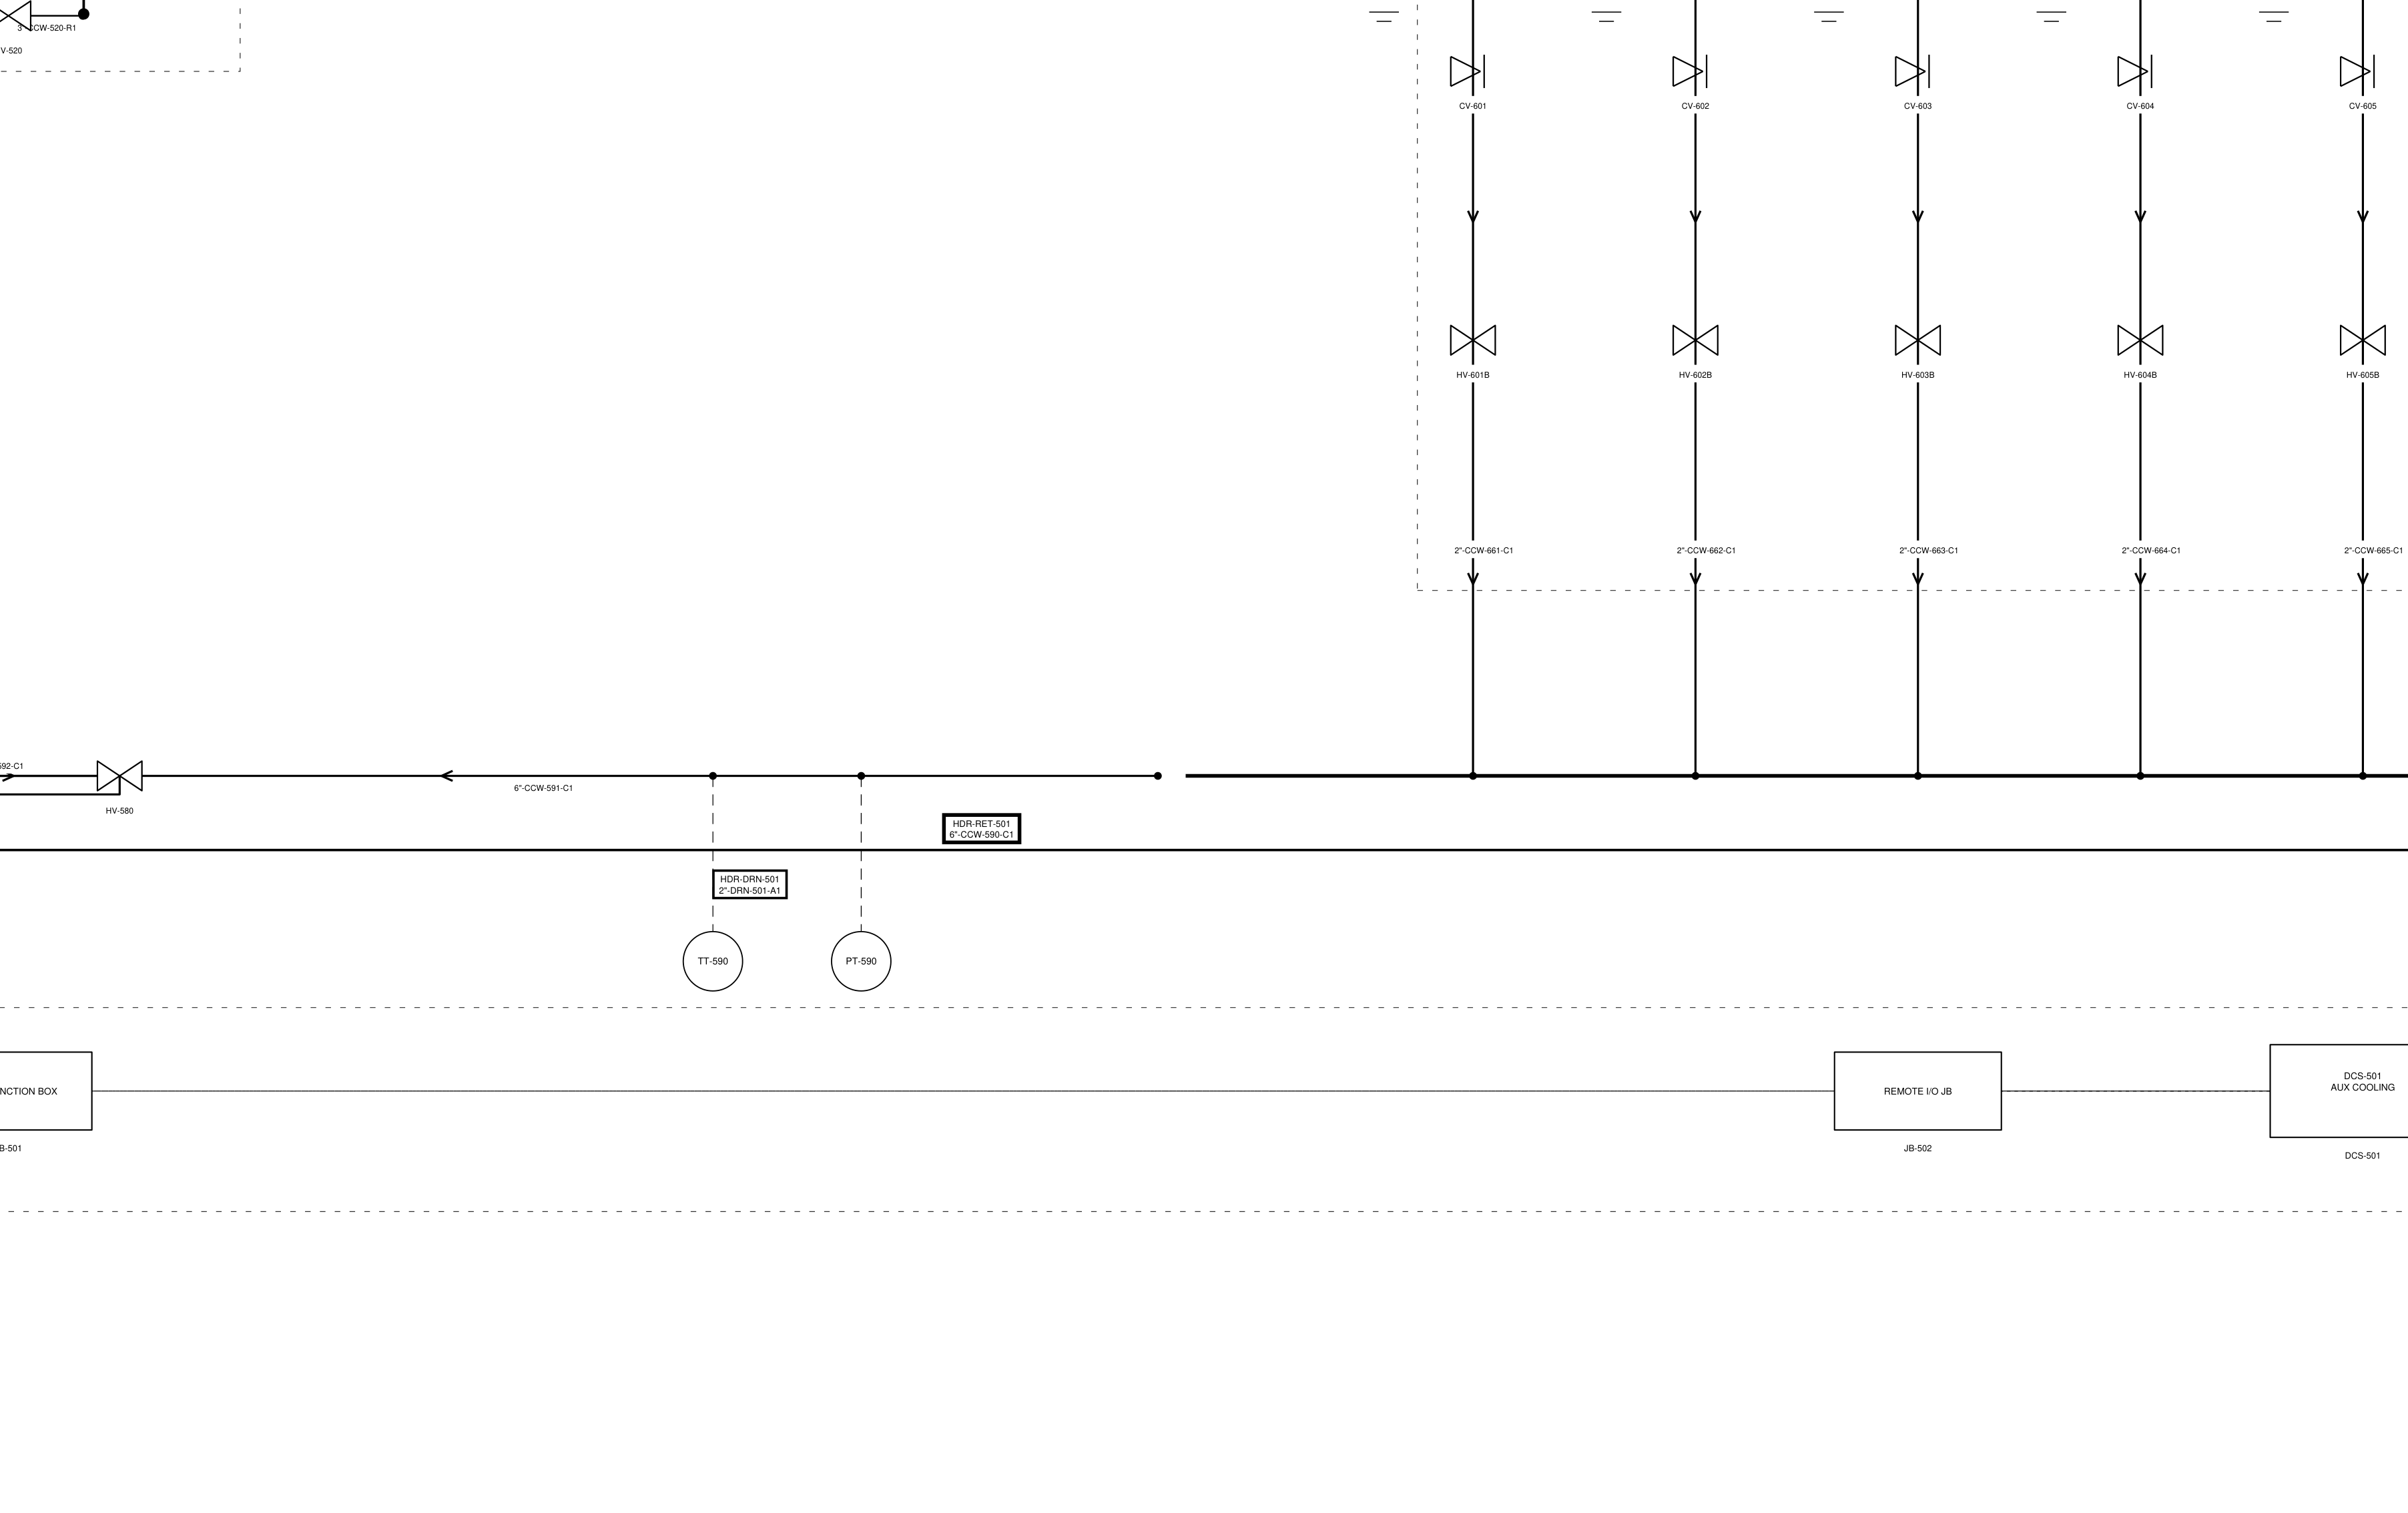 3"-CCW-520-R1
V-520
CV-601
CV-602
CV-603
CV-604
CV-605
HV-601B
HV-602B
HV-603B
HV-604B
HV-605B
2"-CCW-661-C1
2"-CCW-662-C1
2"-CCW-663-C1
2"-CCW-664-C1
2"-CCW-665-C1
592-C1
6"-CCW-591-C1
HV-580
HDR-RET-501
6"-CCW-590-C1
HDR-DRN-501
2"-DRN-501-A1
TT-590
PT-590
NCTION BOX
REMOTE I/O JB
DCS-501
AUX COOLING
B-501
JB-502
DCS-501